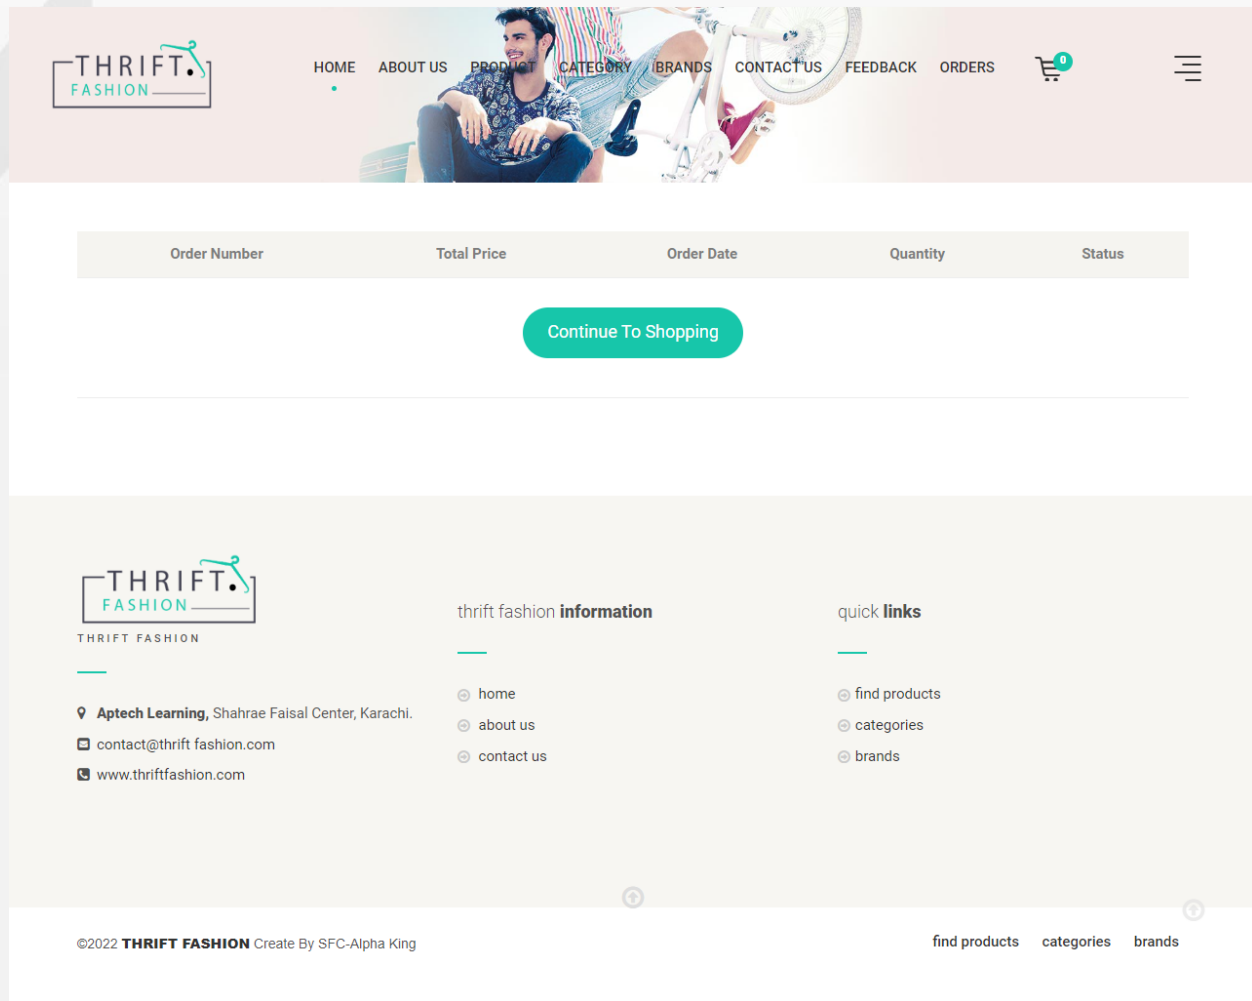 THRIFT.
FASHION
HOME ABOUT US PRODUCT CATEGORY BRANDS CONTACT US FEEDBACK ORDERS 0
Order Number Total Price Order Date Quantity Status
Continue To Shopping
THRIFT.
FASHION
THRIFT FASHION
Aptech Learning, Shahrae Faisal Center, Karachi.
contact@thrift fashion.com
www.thriftfashion.com
thrift fashion information
home
about us
contact us
quick links
find products
categories
brands
©2022 THRIFT FASHION Create By SFC-Alpha King
find products categories brands